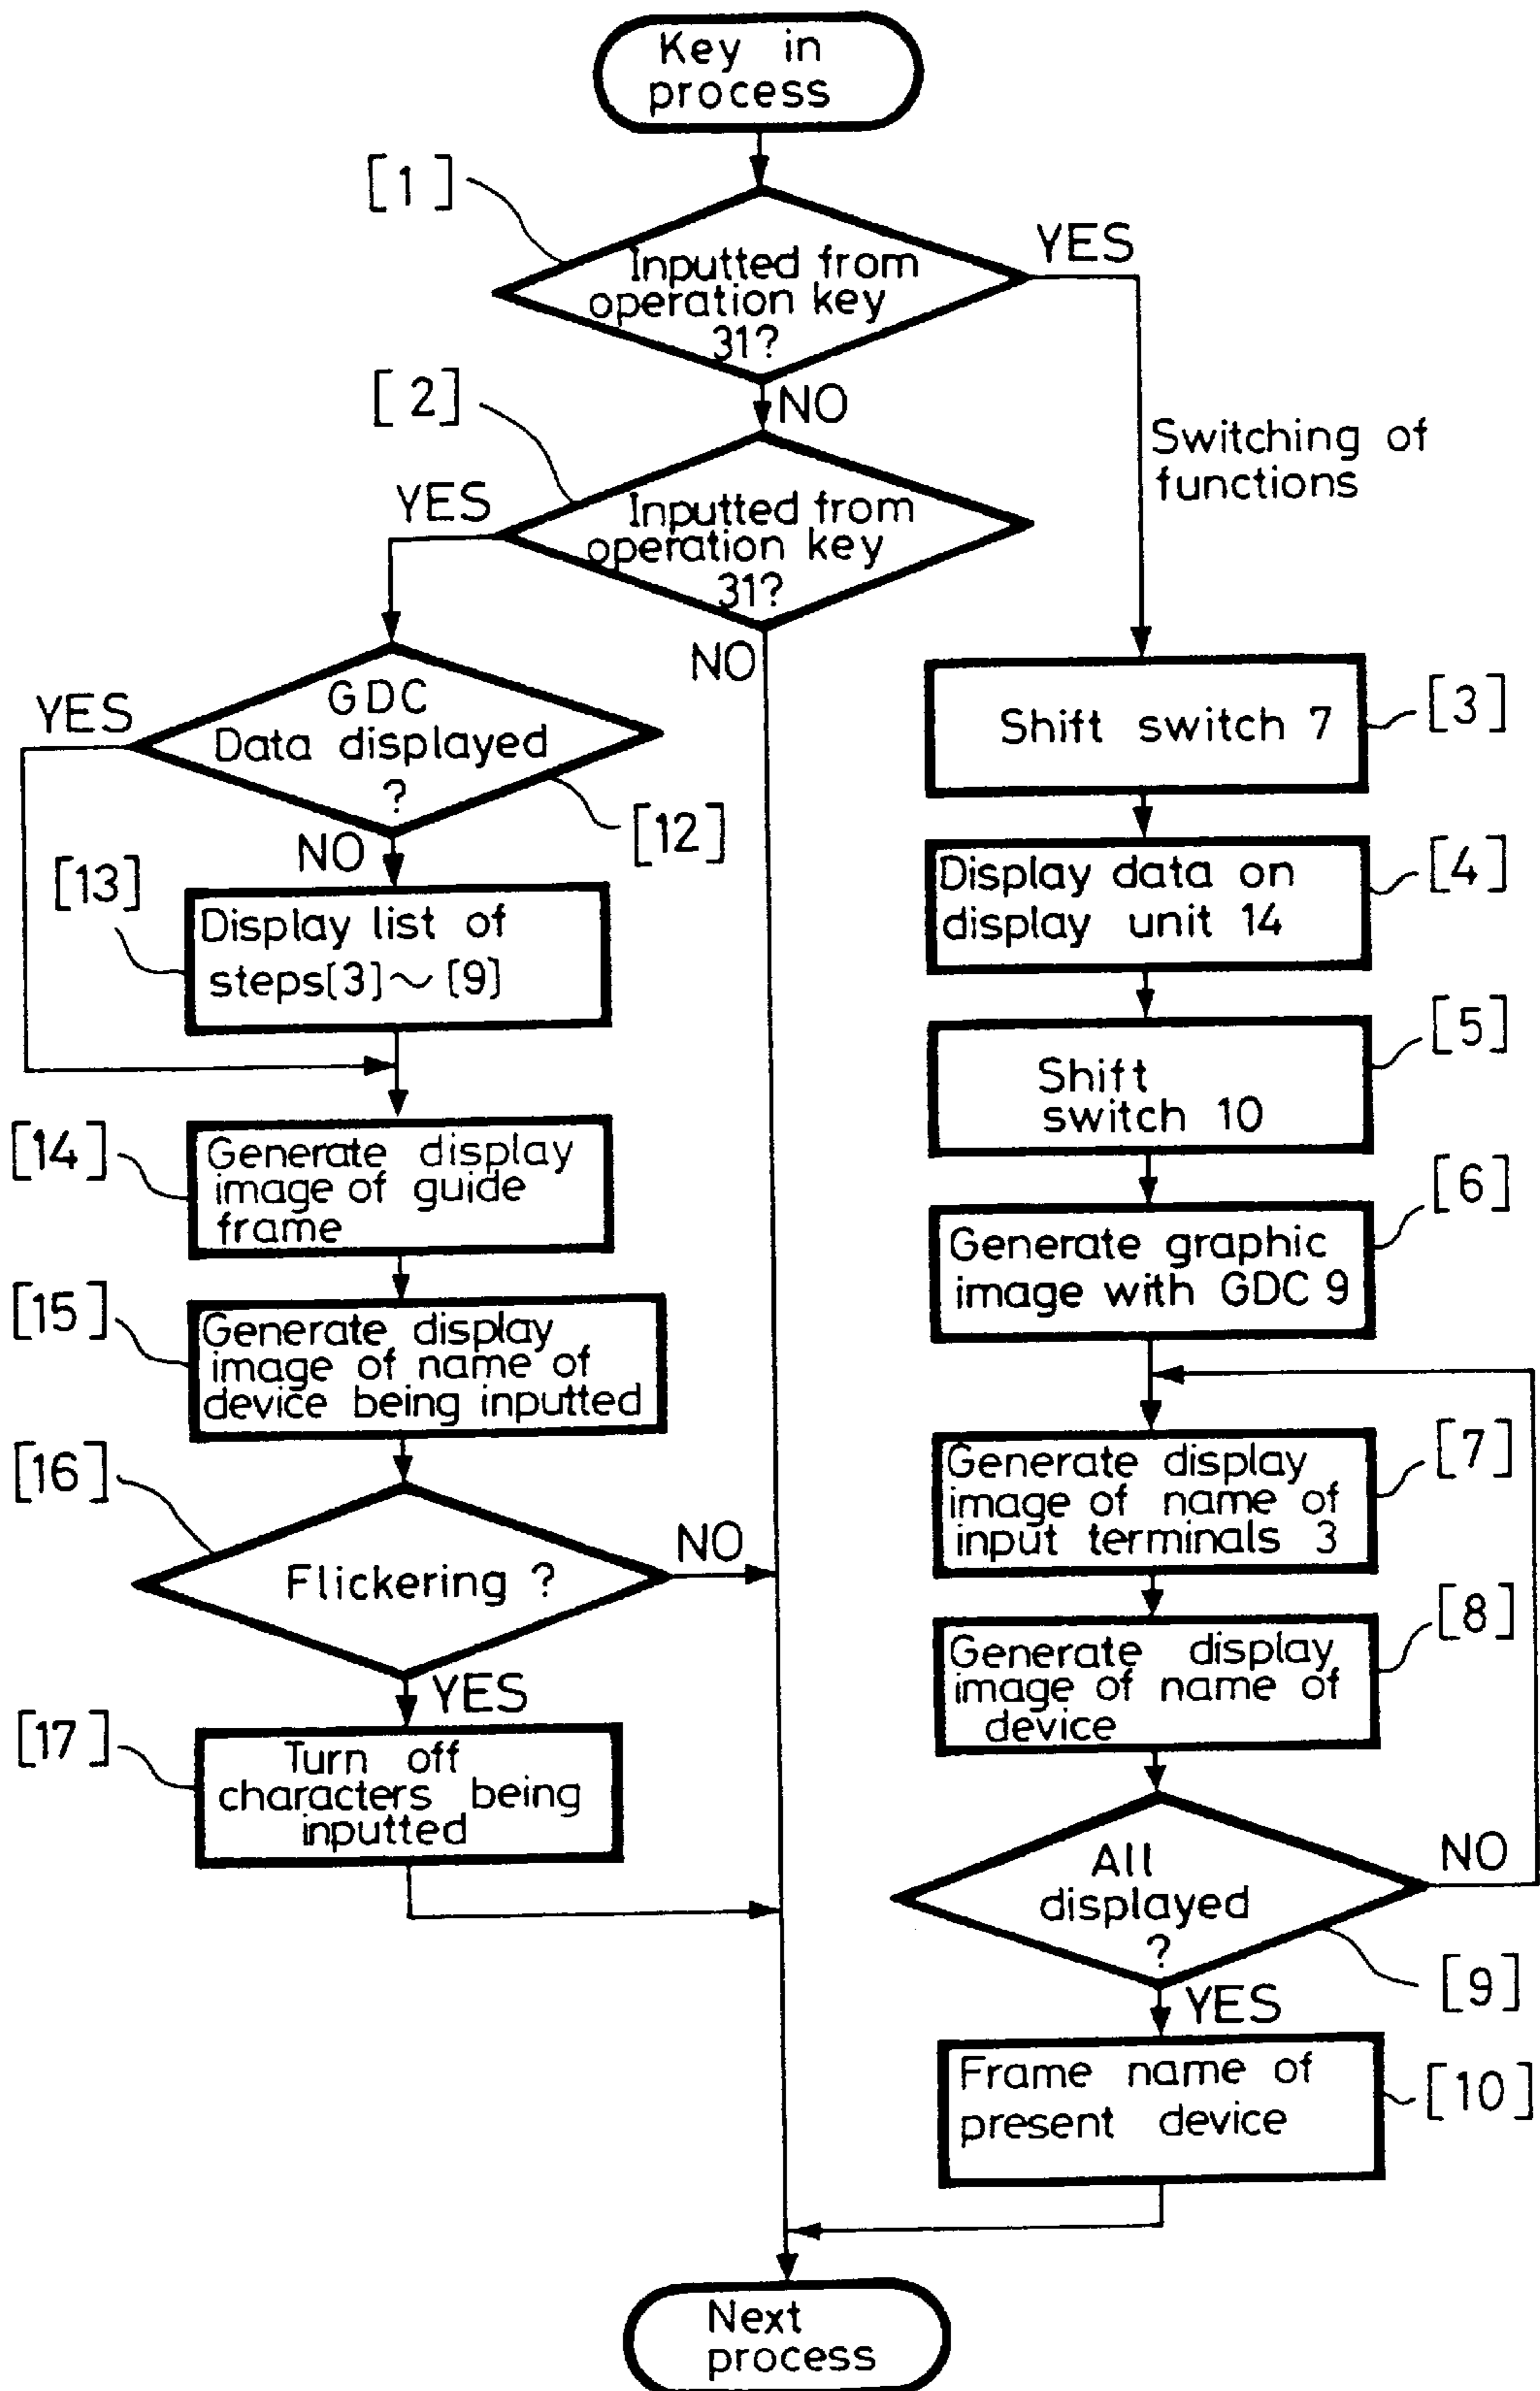 Key in
process
[1]
Inputted from
operation key
31?
YES
NO
Switching of
functions
[2]
Inputted from
operation key
31?
YES
NO
GDC
Data displayed
?
YES
NO
[12]
[13]
Display list of
steps[3]~[9]
[14]
Generate display
image of guide
frame
[15]
Generate display
image of name of
device being inputted
[16]
Flickering ?
NO
YES
[17]
Turn off
characters being
inputted
Shift switch 7
[3]
Display data on
display unit 14
[4]
Shift
switch 10
[5]
Generate graphic
image with GDC 9
[6]
Generate display
image of name of
input terminals 3
[7]
Generate display
image of name of
device
[8]
All
displayed
?
NO
[9]
YES
Frame name of
present device
[10]
Next
process